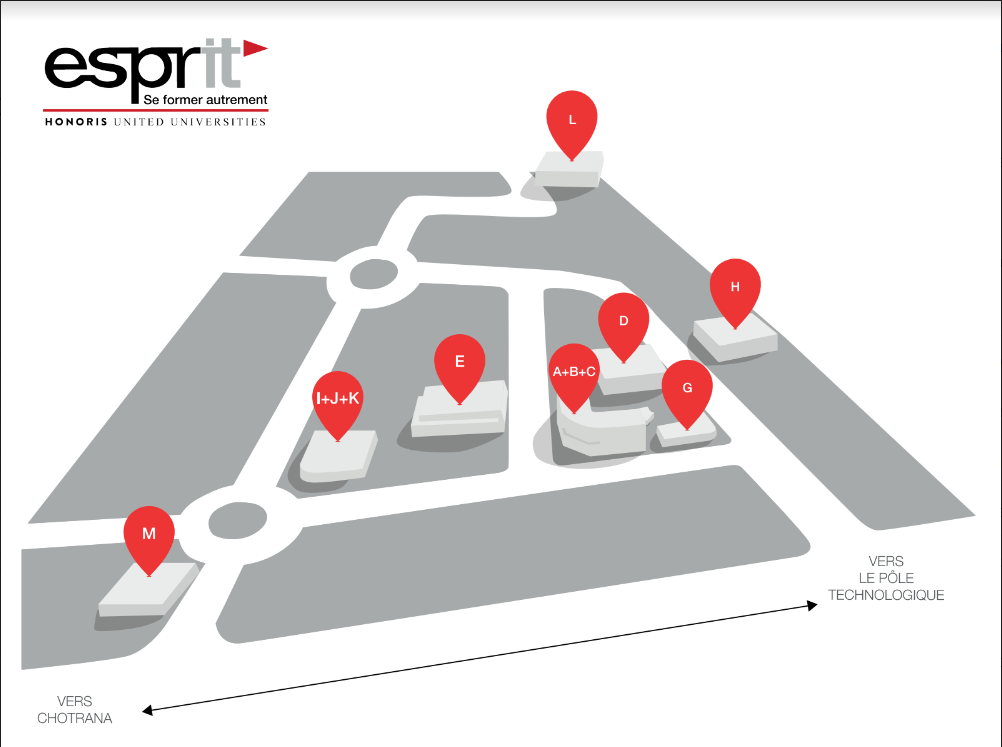 esprit
Se former autrement
HONORIS UNITED UNIVERSITIES
L
H
D
E
A+B+C
G
I+J+K
M
VERS
LE PÔLE
TECHNOLOGIQUE
VERS
CHOTRANA